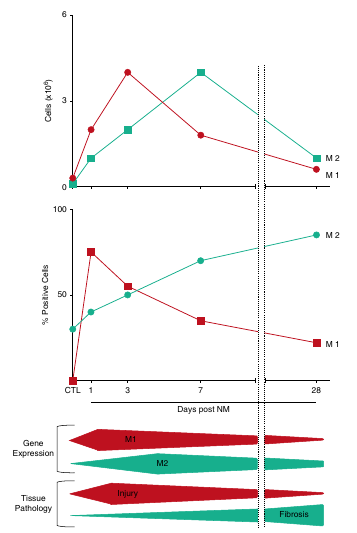 6
Cells (x10⁶)
3
0
M 2
M 1
100
% Positive Cells
50
M 2
M 1
CTL 1 3 7 28
Days post NM
Gene
Expression
M1
M2
Tissue
Pathology
Injury
Fibrosis